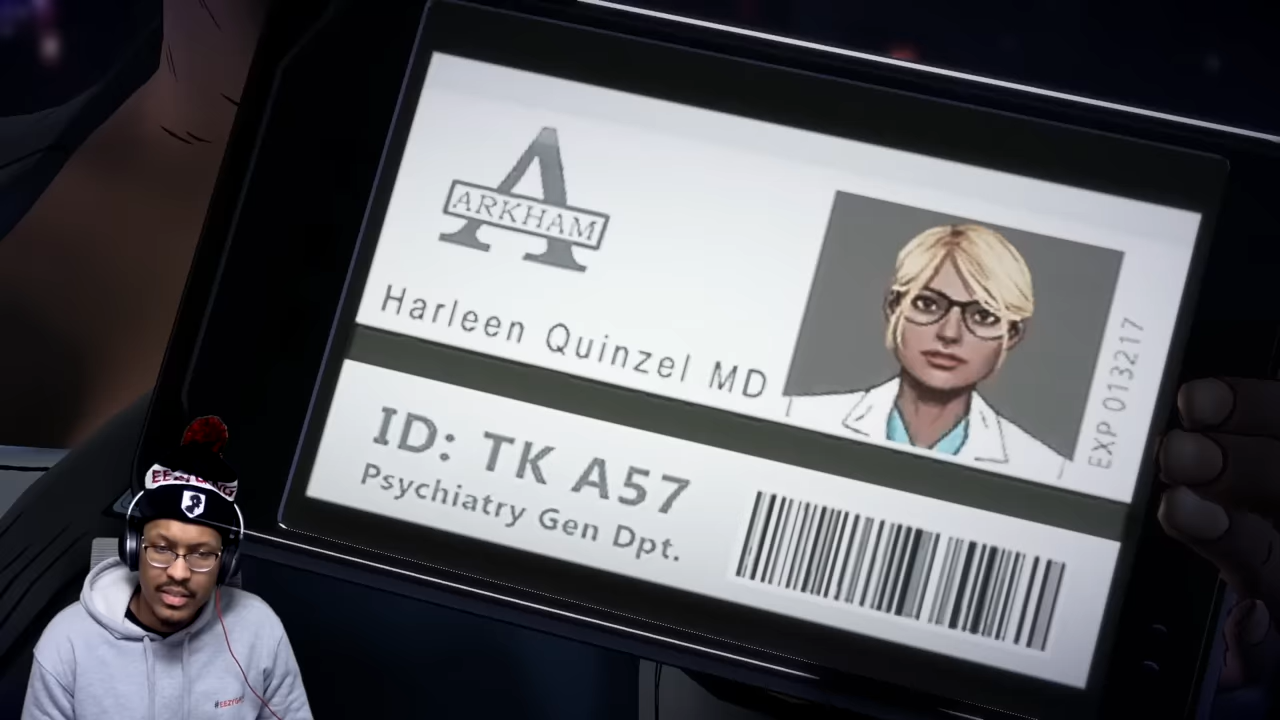 ARKHAM
Harleen Quinzel MD
EXP 013217
ID: TK A57
Psychiatry Gen Dpt.